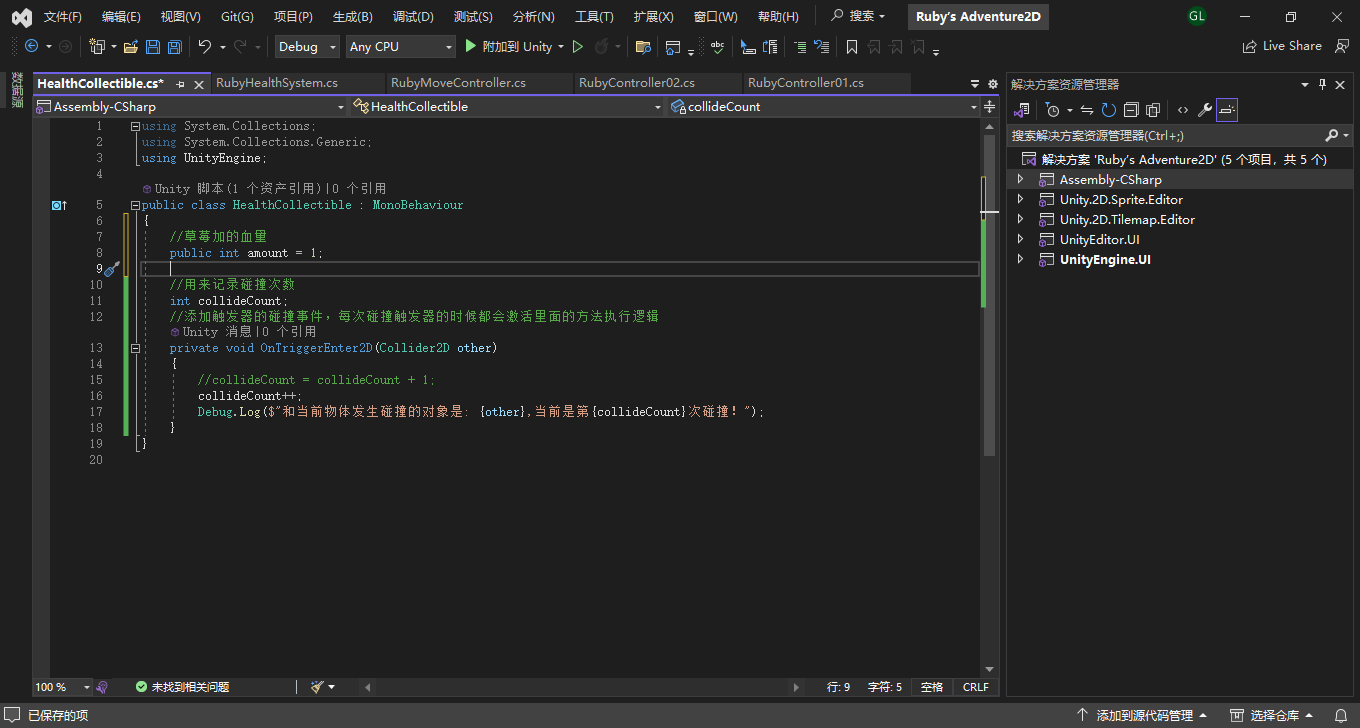 文件(F) 编辑(E) 视图(V) Git(G) 项目(P) 生成(B) 调试(D) 测试(S) 分析(N) 工具(T) 扩展(X) 窗口(W) 帮助(H) 搜索 Ruby's Adventure2D GL
Debug Any CPU 附加到 Unity Live Share
数据源
HealthCollectible.cs* RubyHealthSystem.cs RubyMoveController.cs RubyController02.cs RubyController01.cs
Assembly-CSharp HealthCollectible collideCount
1 using System.Collections;
2 using System.Collections.Generic;
3 using UnityEngine;
4
Unity 脚本(1 个资产引用)|0 个引用
5 public class HealthCollectible : MonoBehaviour
6 {
7 //草莓加的血量
8 public int amount = 1;
9
10 //用来记录碰撞次数
11 int collideCount;
12 //添加触发器的碰撞事件，每次碰撞触发器的时候都会激活里面的方法执行逻辑
Unity 消息|0 个引用
13 private void OnTriggerEnter2D(Collider2D other)
14 {
15 //collideCount = collideCount + 1;
16 collideCount++;
17 Debug.Log($"和当前物体发生碰撞的对象是: {other},当前是第{collideCount}次碰撞！");
18 }
19 }
20
100 % 未找到相关问题 行: 9 字符: 5 空格 CRLF
解决方案资源管理器
搜索解决方案资源管理器(Ctrl+;)
解决方案 'Ruby's Adventure2D' (5 个项目，共 5 个)
Assembly-CSharp
Unity.2D.Sprite.Editor
Unity.2D.Tilemap.Editor
UnityEditor.UI
UnityEngine.UI
已保存的项 添加到源代码管理 选择仓库